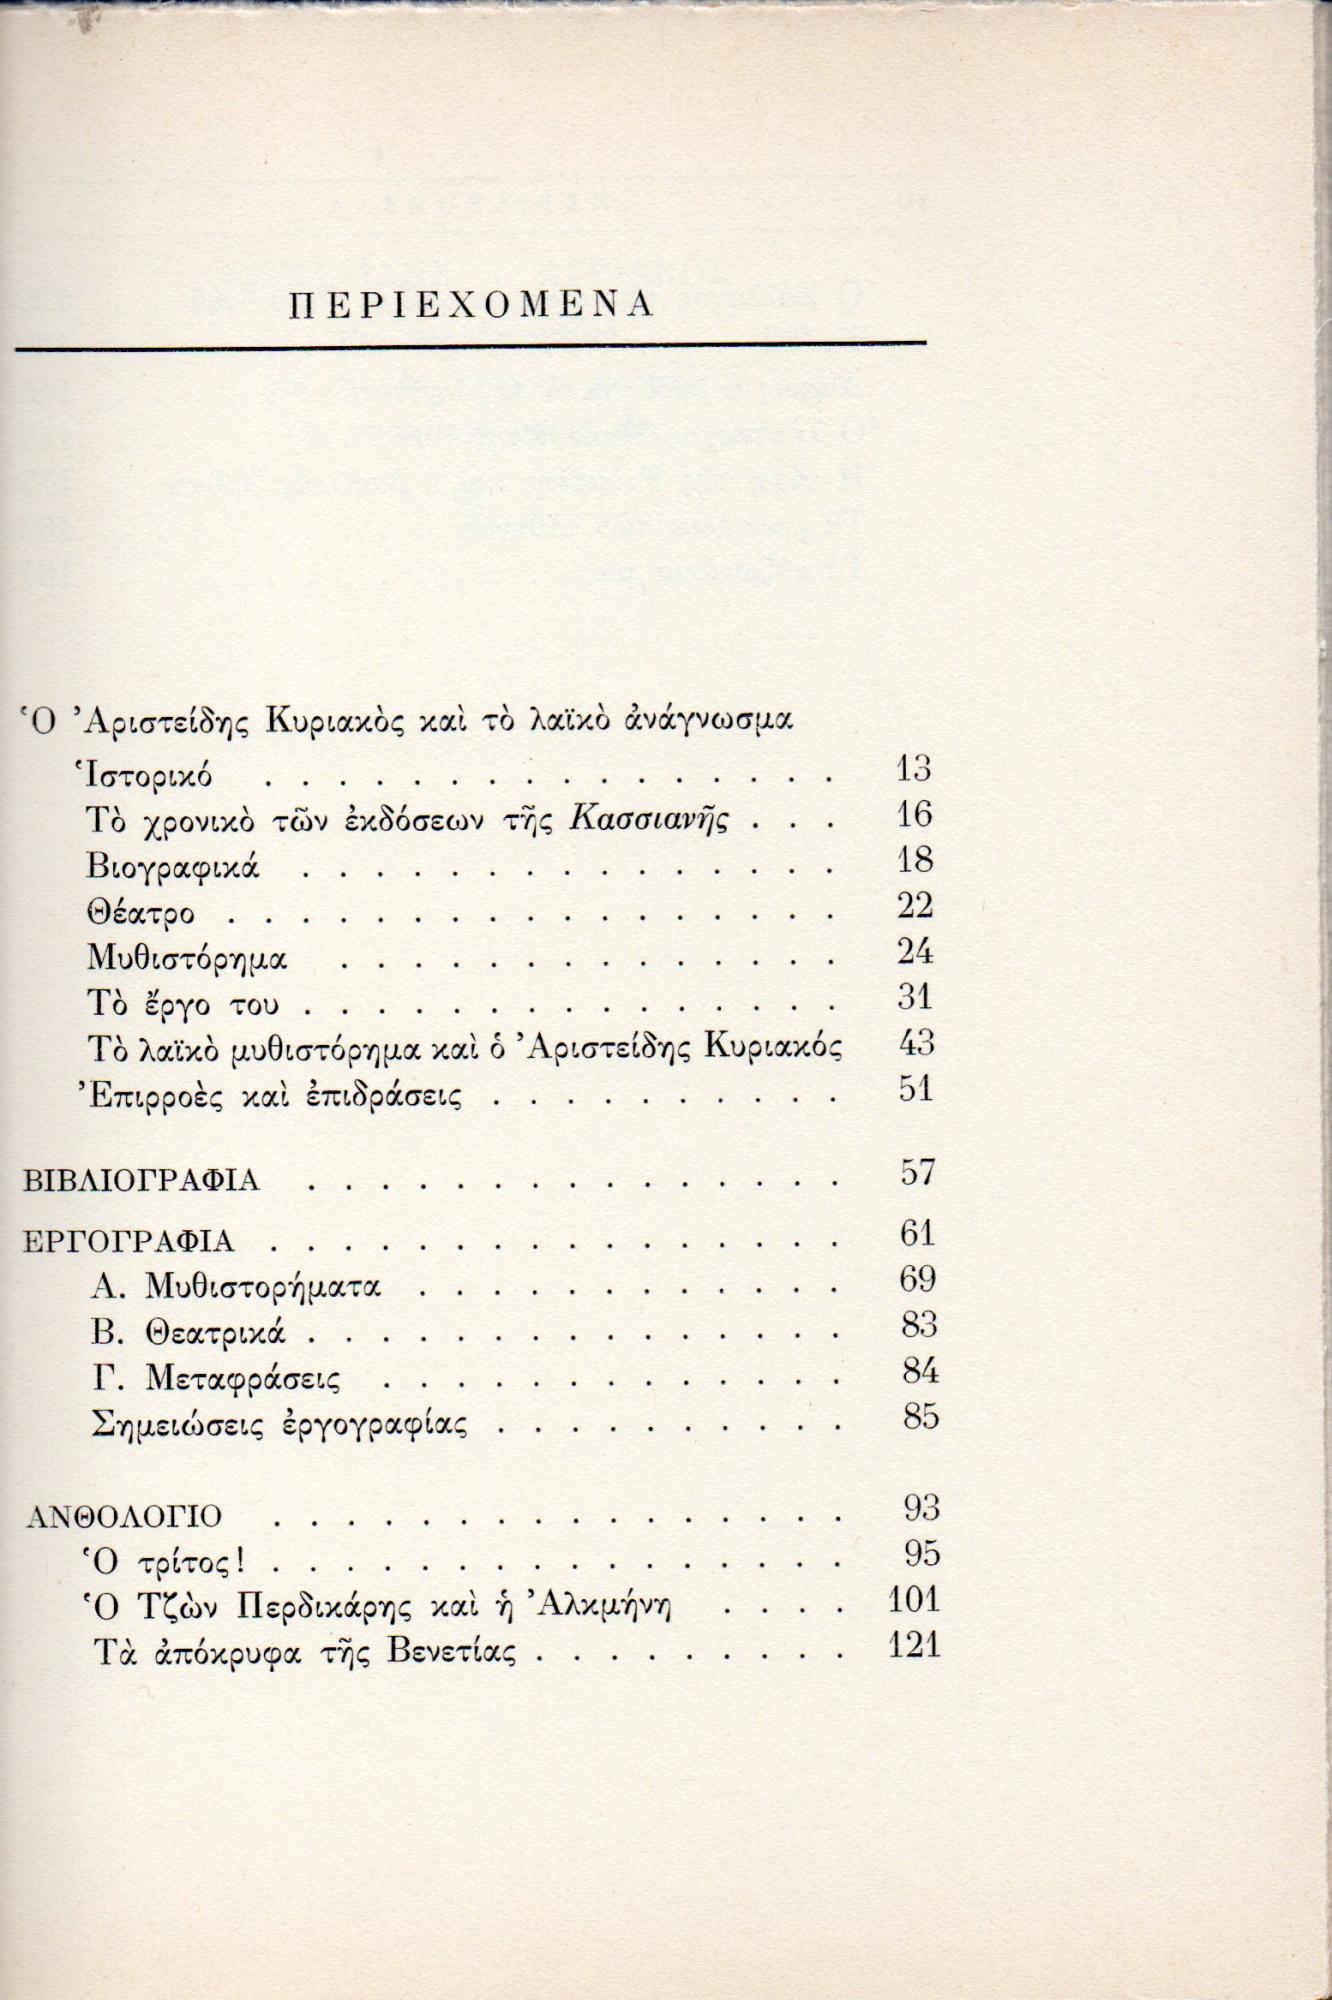 ΠΕΡΙΕΧΟΜΕΝΑ
Ὁ Ἀριστείδης Κυριακὸς καὶ τὸ λαϊκὸ ἀνάγνωσμα
Ἱστορικό . . . . . . . . . . . . . . . . 13
Τὸ χρονικὸ τῶν ἐκδόσεων τῆς Κασσιανῆς . . . 16
Βιογραφικά . . . . . . . . . . . . . . . 18
Θέατρο . . . . . . . . . . . . . . . . . 22
Μυθιστόρημα . . . . . . . . . . . . . . 24
Τὸ ἔργο του . . . . . . . . . . . . . . . 31
Τὸ λαϊκὸ μυθιστόρημα καὶ ὁ Ἀριστείδης Κυριακός 43
Ἐπιρροὲς καὶ ἐπιδράσεις . . . . . . . . . . 51
ΒΙΒΛΙΟΓΡΑΦΙΑ . . . . . . . . . . . . . . . 57
ΕΡΓΟΓΡΑΦΙΑ . . . . . . . . . . . . . . . . 61
Α. Μυθιστορήματα . . . . . . . . . . . . 69
Β. Θεατρικά . . . . . . . . . . . . . . . 83
Γ. Μεταφράσεις . . . . . . . . . . . . . 84
Σημειώσεις ἐργογραφίας . . . . . . . . . . 85
ΑΝΘΟΛΟΓΙΟ . . . . . . . . . . . . . . . . 93
Ὁ τρίτος! . . . . . . . . . . . . . . . . 95
Ὁ Τζὼν Περδικάρης καὶ ἡ Ἀλκμήνη . . . . 101
Τὰ ἀπόκρυφα τῆς Βενετίας . . . . . . . . . 121